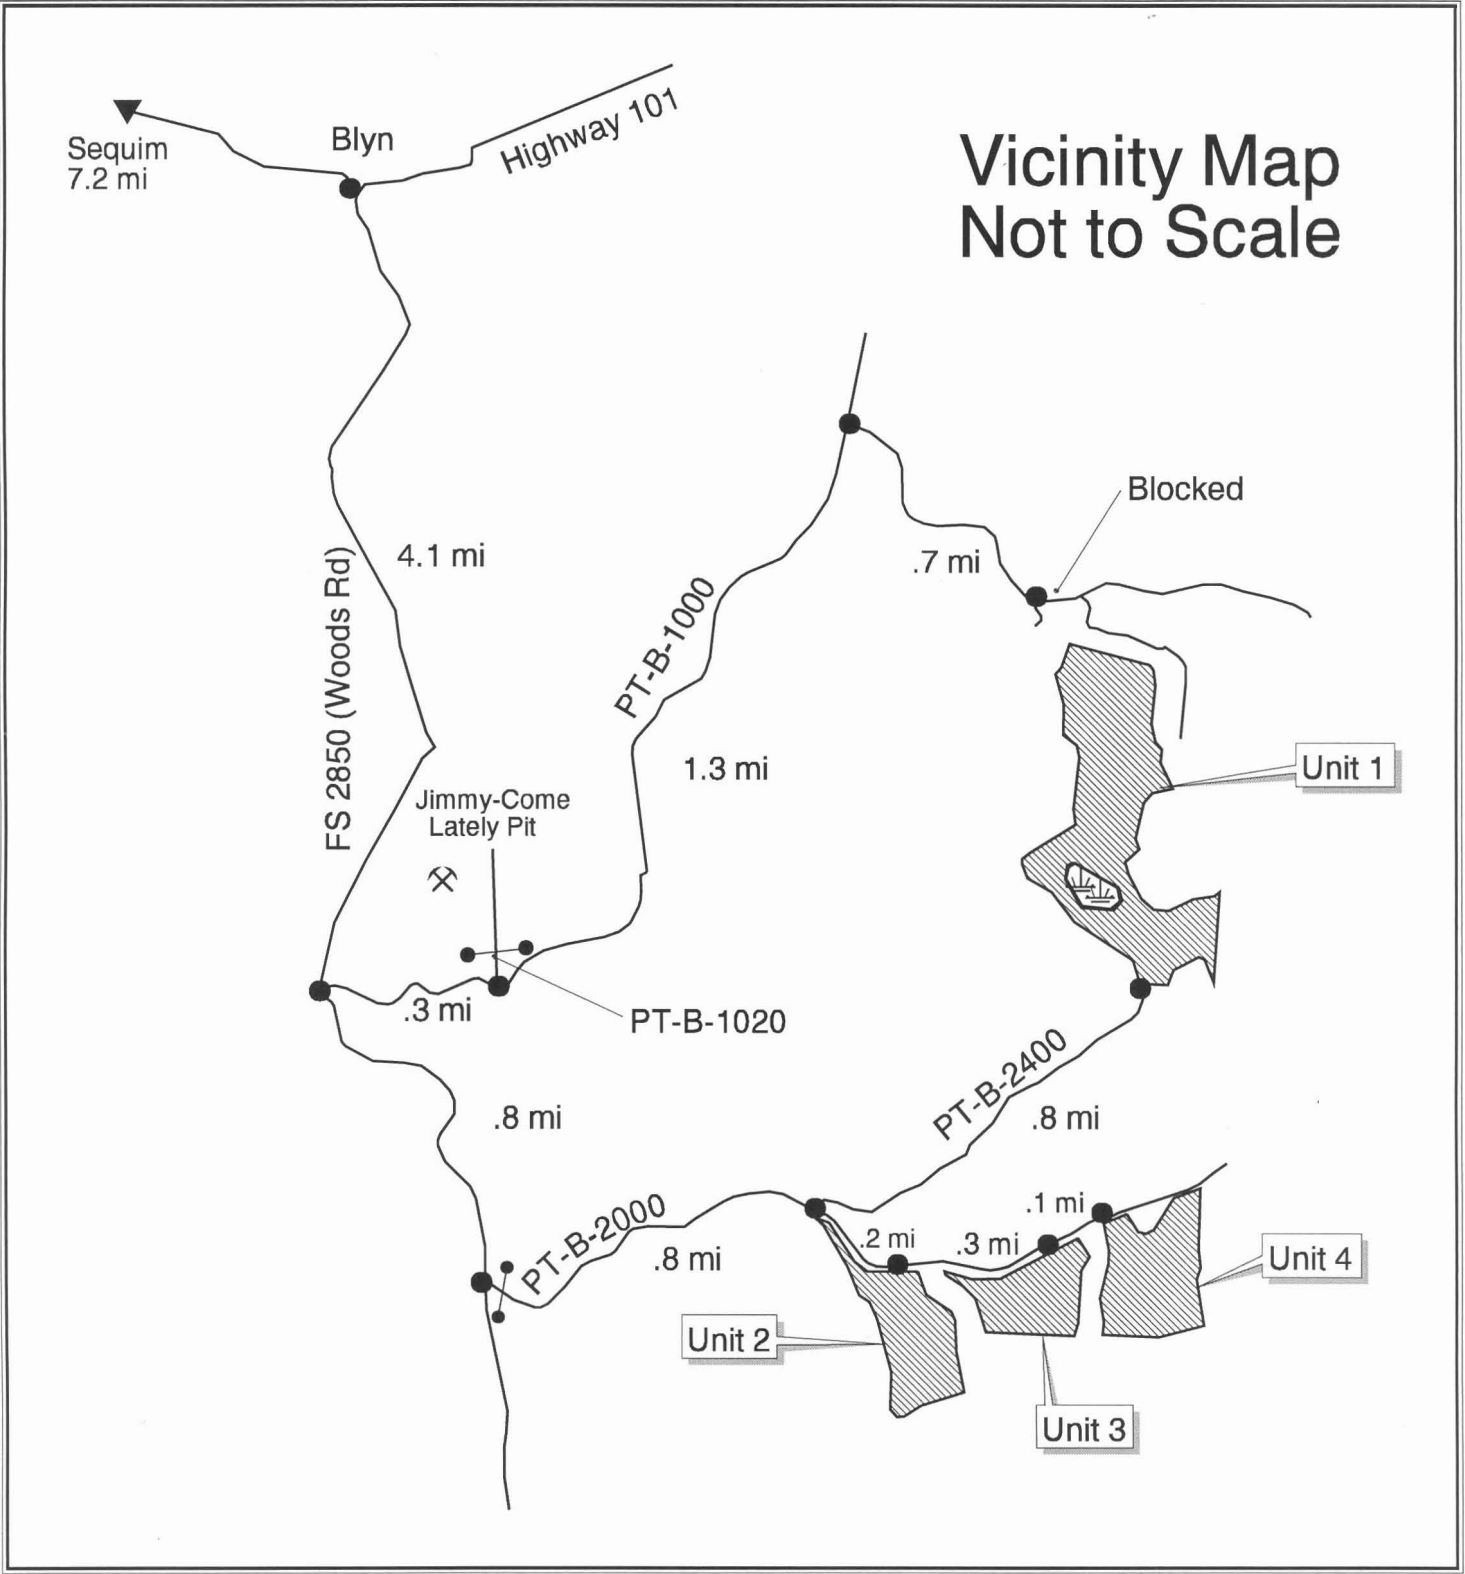 Sequim
7.2 mi
Blyn
Highway 101
Vicinity Map
Not to Scale
Blocked
.7 mi
4.1 mi
FS 2850 (Woods Rd)
PT-B-1000
1.3 mi
Unit 1
Jimmy-Come
Lately Pit
.3 mi
PT-B-1020
PT-B-2400
.8 mi
.8 mi
PT-B-2000
.8 mi
.2 mi
.3 mi
.1 mi
Unit 4
Unit 2
Unit 3